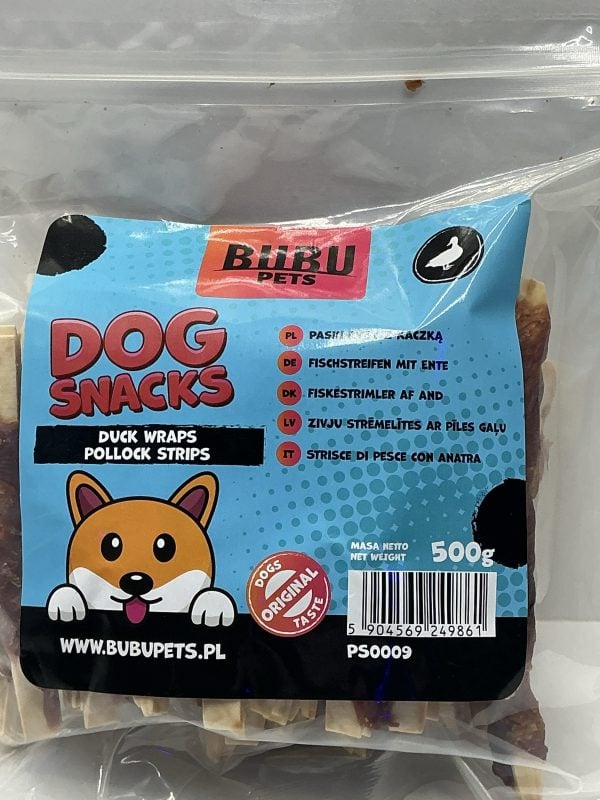 BUBU
PETS
DOG
SNACKS
DUCK WRAPS
POLLOCK STRIPS
PL KACZKĄ
DE FISCHSTREIFEN MIT ENTE
DK FISKESTRIMLER AF AND
LV ZIVJU STRĒMELĪTES AR PĪLES GAĻU
IT STRISCE DI PESCE CON ANATRA
MASA NETTO
NET WEIGHT
500g
DOGS
ORIGINAL
TASTE
5 904569 249861
PS0009
WWW.BUBUPETS.PL